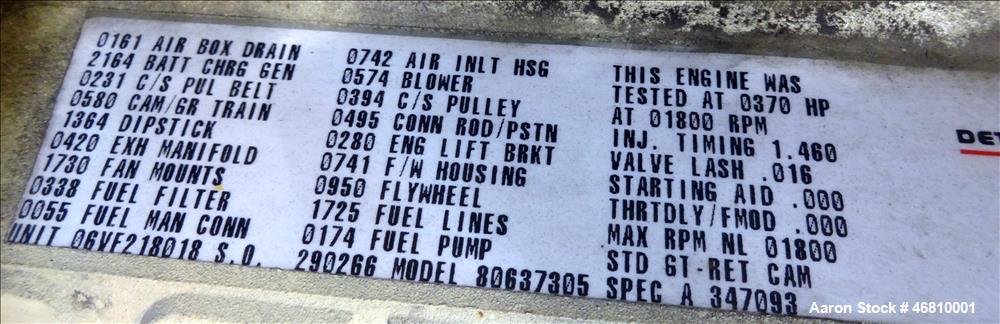 0161 AIR BOX DRAIN
2164 BATT CHRG GEN
0231 C/S PUL BELT
0580 CAM/GR TRAIN
1364 DIPSTICK
0420 EXH MANIFOLD
1730 FAN MOUNTS
0338 FUEL FILTER
0055 FUEL MAN CONN
0742 AIR INLT HSG
0574 BLOWER
0394 C/S PULLEY
0495 CONN ROD/PSTN
0280 ENG LIFT BRKT
0741 F/W HOUSING
0950 FLYWHEEL
1725 FUEL LINES
0174 FUEL PUMP
THIS ENGINE WAS
TESTED AT 0370 HP
AT 01800 RPM
INJ. TIMING 1.460
VALVE LASH .016
STARTING AID .000
THRTDLY/FMOD .000
MAX RPM NL 01800
STD GT-RET CAM
UNIT 06VF218018 S.O. 290266 MODEL 80637305 SPEC A 347093
DET
Aaron Stock # 46810001